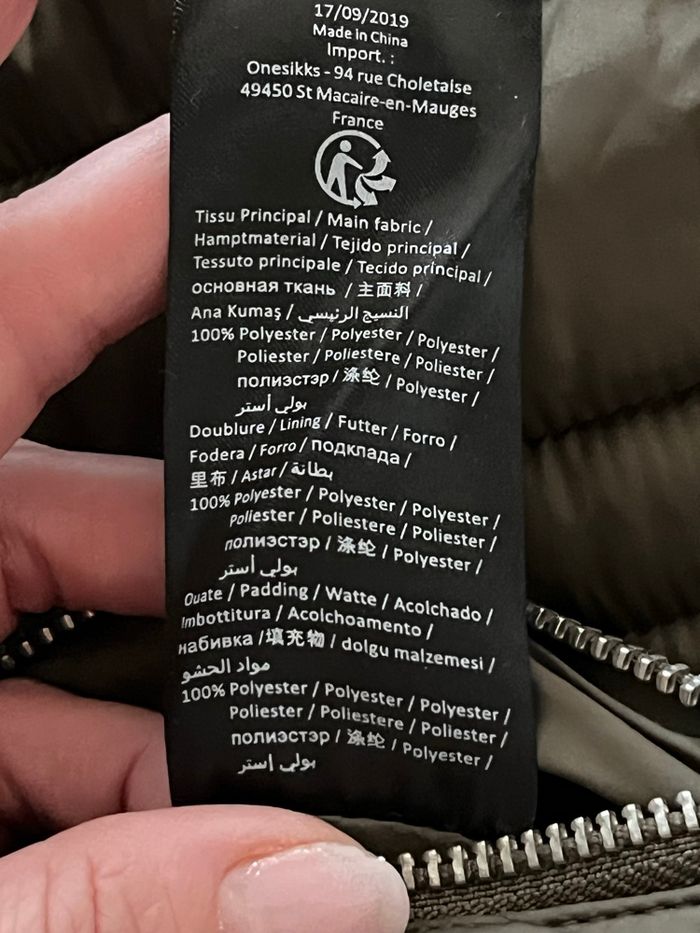 17/09/2019
Made in China
Import. :
Onesikks - 94 rue Choletaise
49450 St Macaire-en-Mauges
France
Tissu Principal / Main fabric /
Hamptmaterial / Tejido principal /
Tessuto principale / Tecido principal /
основная ткань / 主面料 /
Ana Kumaş / النسيج الرئيسي
100% Polyester / Polyester / Polyester /
Poliester / Poliestere / Poliester /
полиэстэр / 涤纶 / Polyester /
بولي أستر
Doublure / Lining / Futter / Forro /
Fodera / Forro / подклада /
里布 / Astar / بطانة
100% Polyester / Polyester / Polyester /
Poliester / Poliestere / Poliester /
полиэстэр / 涤纶 / Polyester /
بولي أستر
Ouate / Padding / Watte / Acolchado /
Imbottitura / Acolchoamento /
набивка / 填充物 / dolgu malzemesi /
مواد الحشو
100% Polyester / Polyester / Polyester /
Poliester / Poliestere / Poliester /
полиэстэр / 涤纶 / Polyester /
بولي إستر